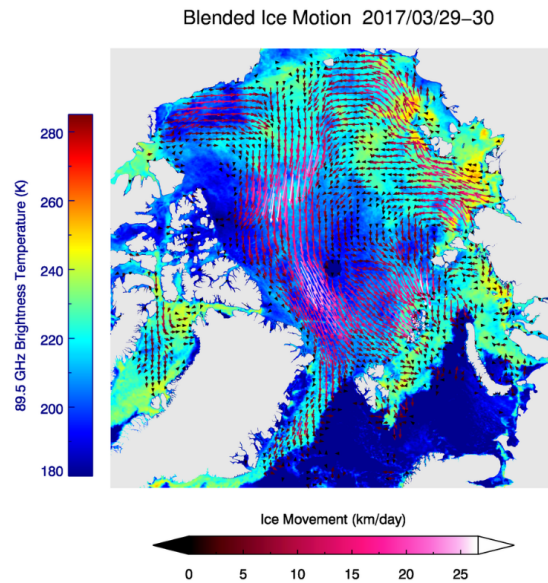 Blended Ice Motion 2017/03/29–30
280
260
240
220
200
180
89.5 GHz Brightness Temperature (K)
Ice Movement (km/day)
0 5 10 15 20 25